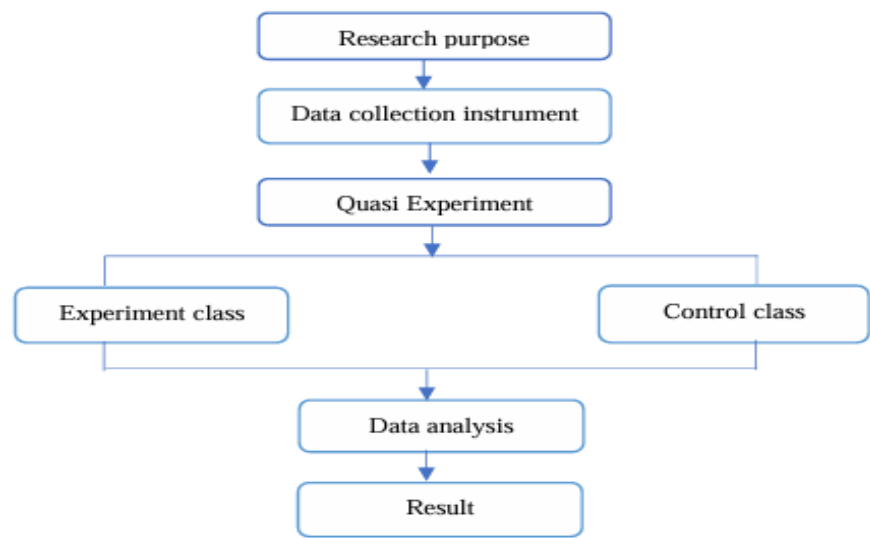 Research purpose
Data collection instrument
Quasi Experiment
Experiment class
Control class
Data analysis
Result